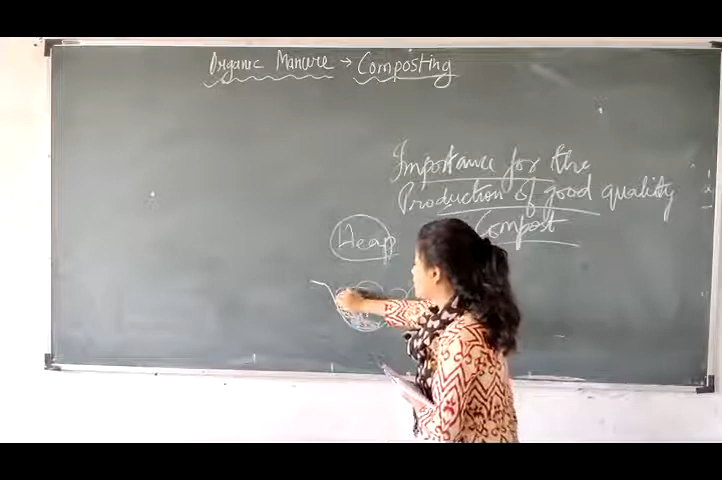 Organic Manure → Composting
Importance for the
Production of good quality
Compost
Heap